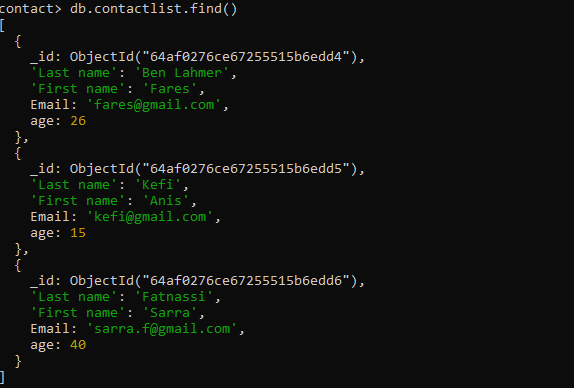 contact> db.contactlist.find()
[
  {
    _id: ObjectId("64af0276ce67255515b6edd4"),
    'Last name': 'Ben Lahmer',
    'First name': 'Fares',
    Email: 'fares@gmail.com',
    age: 26
  },
  {
    _id: ObjectId("64af0276ce67255515b6edd5"),
    'Last name': 'Kefi',
    'First name': 'Anis',
    Email: 'kefi@gmail.com',
    age: 15
  },
  {
    _id: ObjectId("64af0276ce67255515b6edd6"),
    'Last name': 'Fatnassi',
    'First name': 'Sarra',
    Email: 'sarra.f@gmail.com',
    age: 40
  }
]